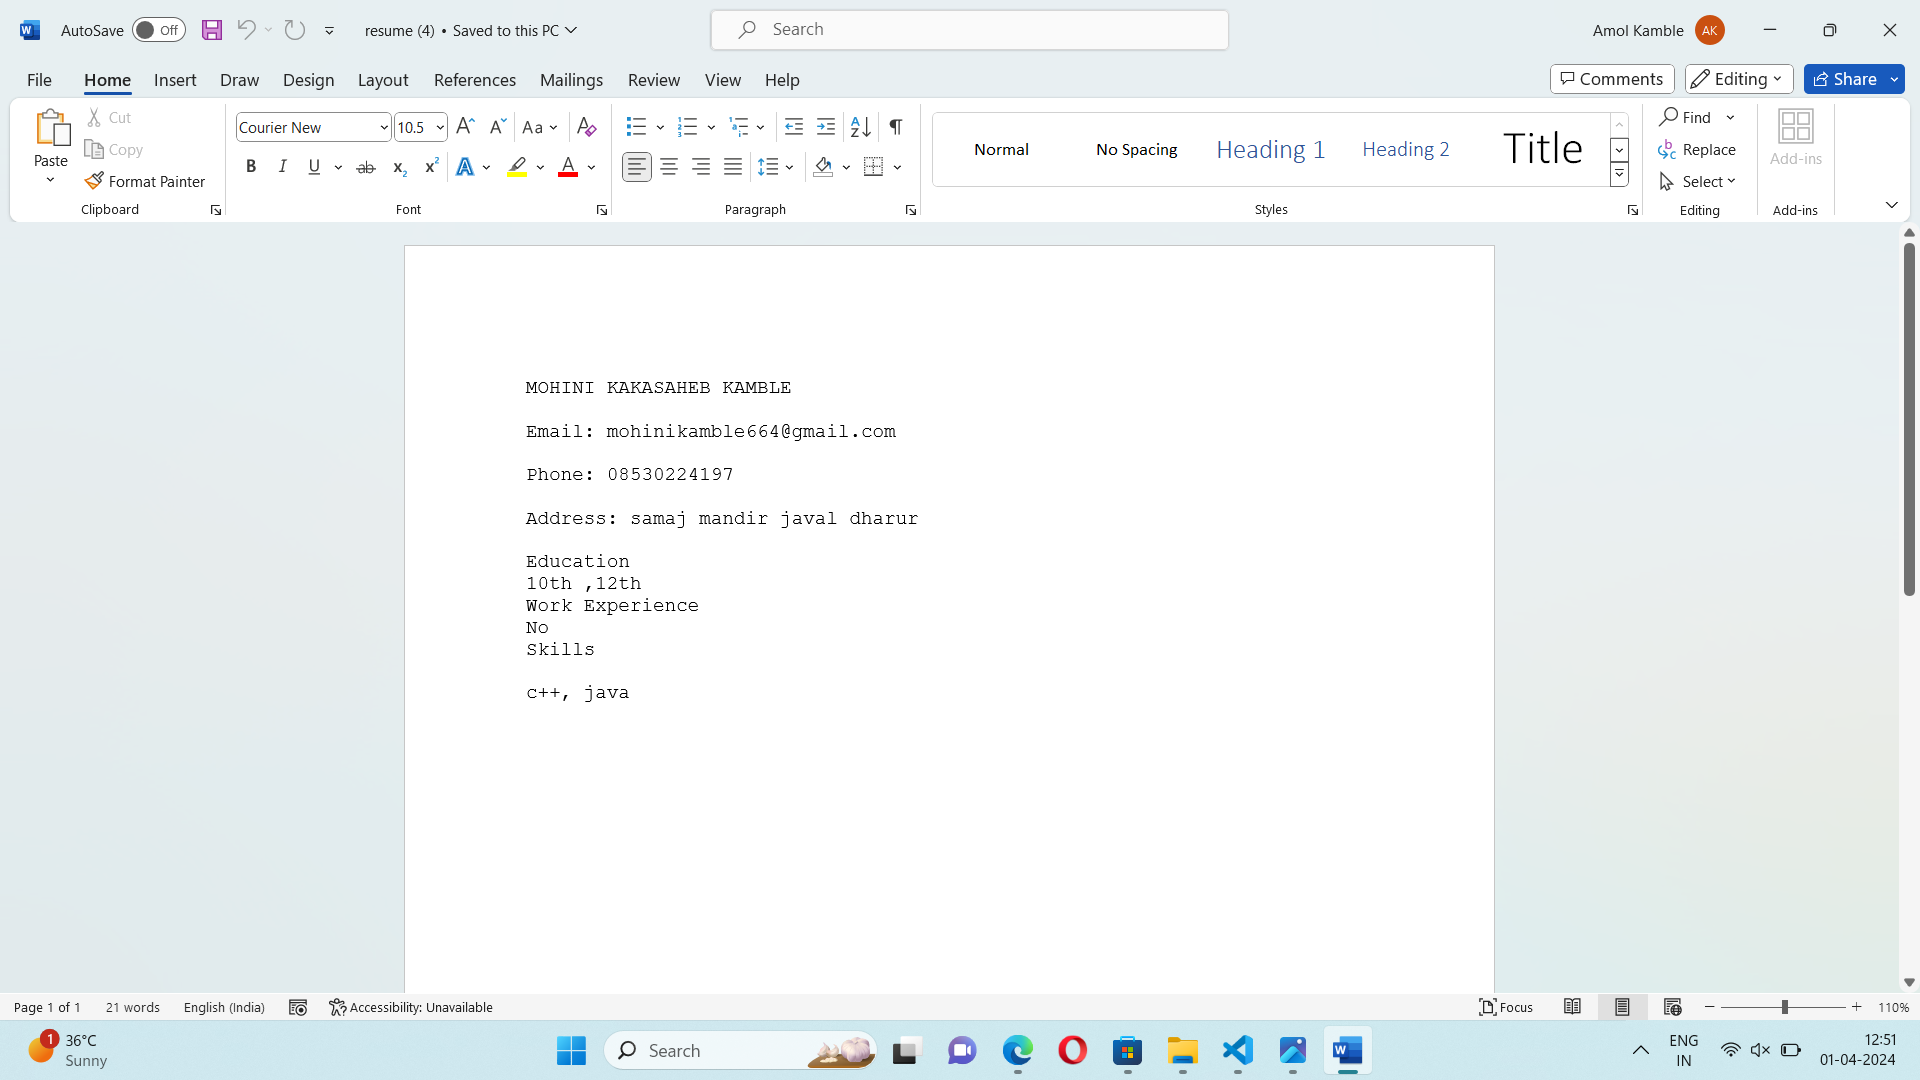 AutoSave Off resume (4) • Saved to this PC Search Amol Kamble AK
File Home Insert Draw Design Layout References Mailings Review View Help Comments Editing Share
Paste Cut Copy Format Painter
Clipboard
Courier New 10.5 Aa
B I U ab x₂ x² A A
Font
Paragraph
Normal No Spacing Heading 1 Heading 2 Title
Styles
Find
Replace
Select
Editing
Add-ins
Add-ins
MOHINI KAKASAHEB KAMBLE
Email: mohinikamble664@gmail.com
Phone: 08530224197
Address: samaj mandir javal dharur
Education
10th ,12th
Work Experience
No
Skills
c++, java
Page 1 of 1 21 words English (India) Accessibility: Unavailable Focus 110%
1 36°C
Sunny
Search
ENG
IN
12:51
01-04-2024